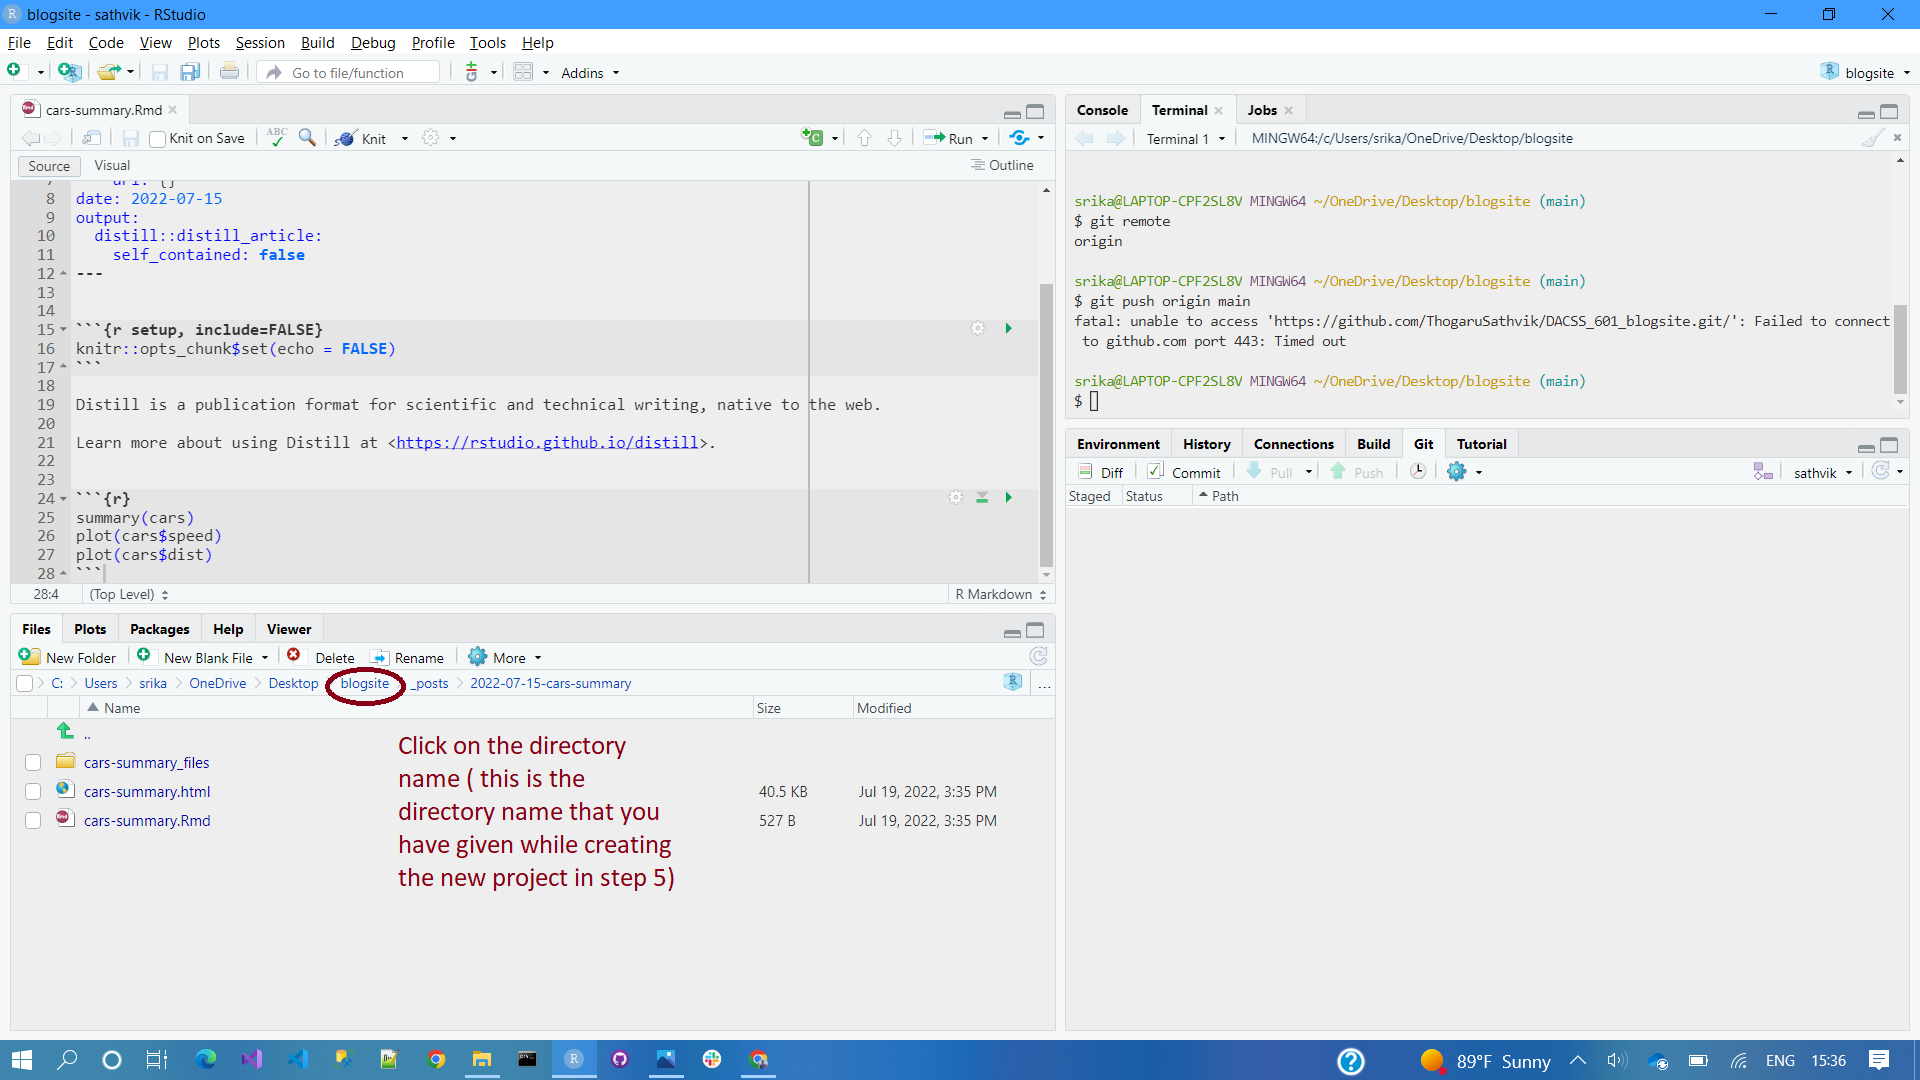 blogsite - sathvik - RStudio
File Edit Code View Plots Session Build Debug Profile Tools Help
Go to file/function Addins blogsite
cars-summary.Rmd
Knit on Save ABC Knit Run
Source Visual Outline
8 date: 2022-07-15
9 output:
10 distill::distill_article:
11 self_contained: false
12 ---
13
14
15 ```{r setup, include=FALSE}
16 knitr::opts_chunk$set(echo = FALSE)
17 ```
18
19 Distill is a publication format for scientific and technical writing, native to the web.
20
21 Learn more about using Distill at <https://rstudio.github.io/distill>.
22
23
24 ```{r}
25 summary(cars)
26 plot(cars$speed)
27 plot(cars$dist)
28 ```
28:4 (Top Level) R Markdown
Files Plots Packages Help Viewer
New Folder New Blank File Delete Rename More
C: Users srika OneDrive Desktop blogsite _posts 2022-07-15-cars-summary ...
Name Size Modified
..
cars-summary_files
cars-summary.html 40.5 KB Jul 19, 2022, 3:35 PM
cars-summary.Rmd 527 B Jul 19, 2022, 3:35 PM
Click on the directory
name ( this is the
directory name that you
have given while creating
the new project in step 5)
Console Terminal Jobs
Terminal 1 MINGW64:/c/Users/srika/OneDrive/Desktop/blogsite
srika@LAPTOP-CPF2SL8V MINGW64 ~/OneDrive/Desktop/blogsite (main)
$ git remote
origin
srika@LAPTOP-CPF2SL8V MINGW64 ~/OneDrive/Desktop/blogsite (main)
$ git push origin main
fatal: unable to access 'https://github.com/ThogaruSathvik/DACSS_601_blogsite.git/': Failed to connect
to github.com port 443: Timed out
srika@LAPTOP-CPF2SL8V MINGW64 ~/OneDrive/Desktop/blogsite (main)
$
Environment History Connections Build Git Tutorial
Diff Commit Pull Push sathvik
Staged Status Path
89°F Sunny ENG 15:36